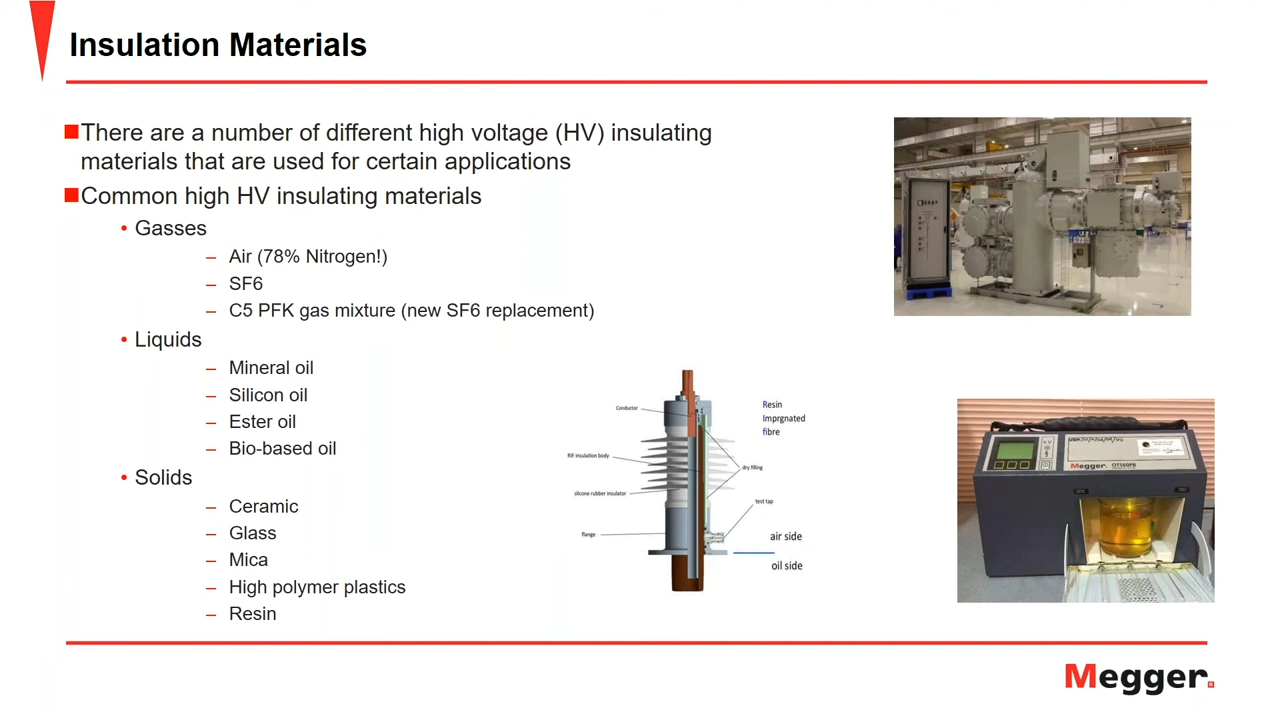 Insulation Materials
There are a number of different high voltage (HV) insulating
materials that are used for certain applications
Common high HV insulating materials
• Gasses
– Air (78% Nitrogen!)
– SF6
– C5 PFK gas mixture (new SF6 replacement)
• Liquids
– Mineral oil
– Silicon oil
– Ester oil
– Bio-based oil
• Solids
– Ceramic
– Glass
– Mica
– High polymer plastics
– Resin
Conductor
RIF insulation body
silicone rubber insulator
flange
Resin
Imprgnated
fibre
dry filling
test tap
air side
oil side
Megger. OTS60PB
Megger.